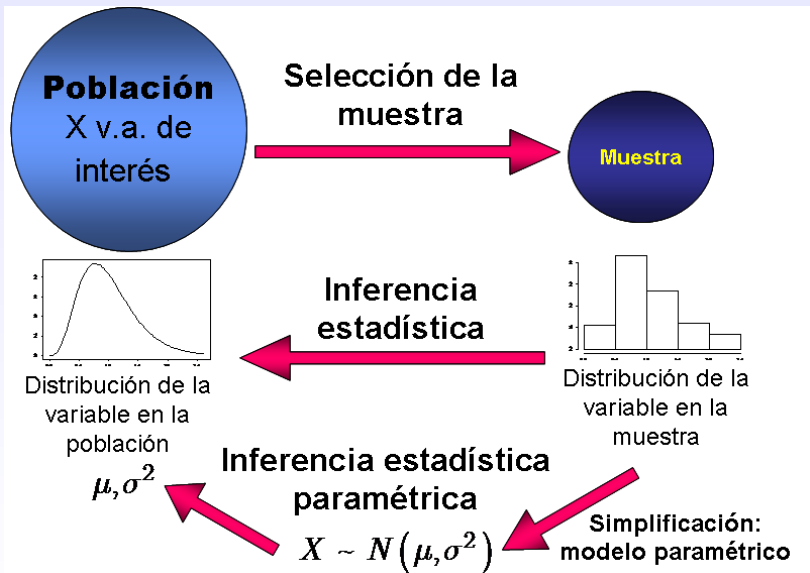 Población
X v.a. de
interés
Selección de la
muestra
Muestra
Inferencia
estadística
Distribución de la
variable en la
población
μ,σ²
Distribución de la
variable en la
muestra
Inferencia estadística
paramétrica
X ~ N(μ,σ²)
Simplificación:
modelo paramétrico